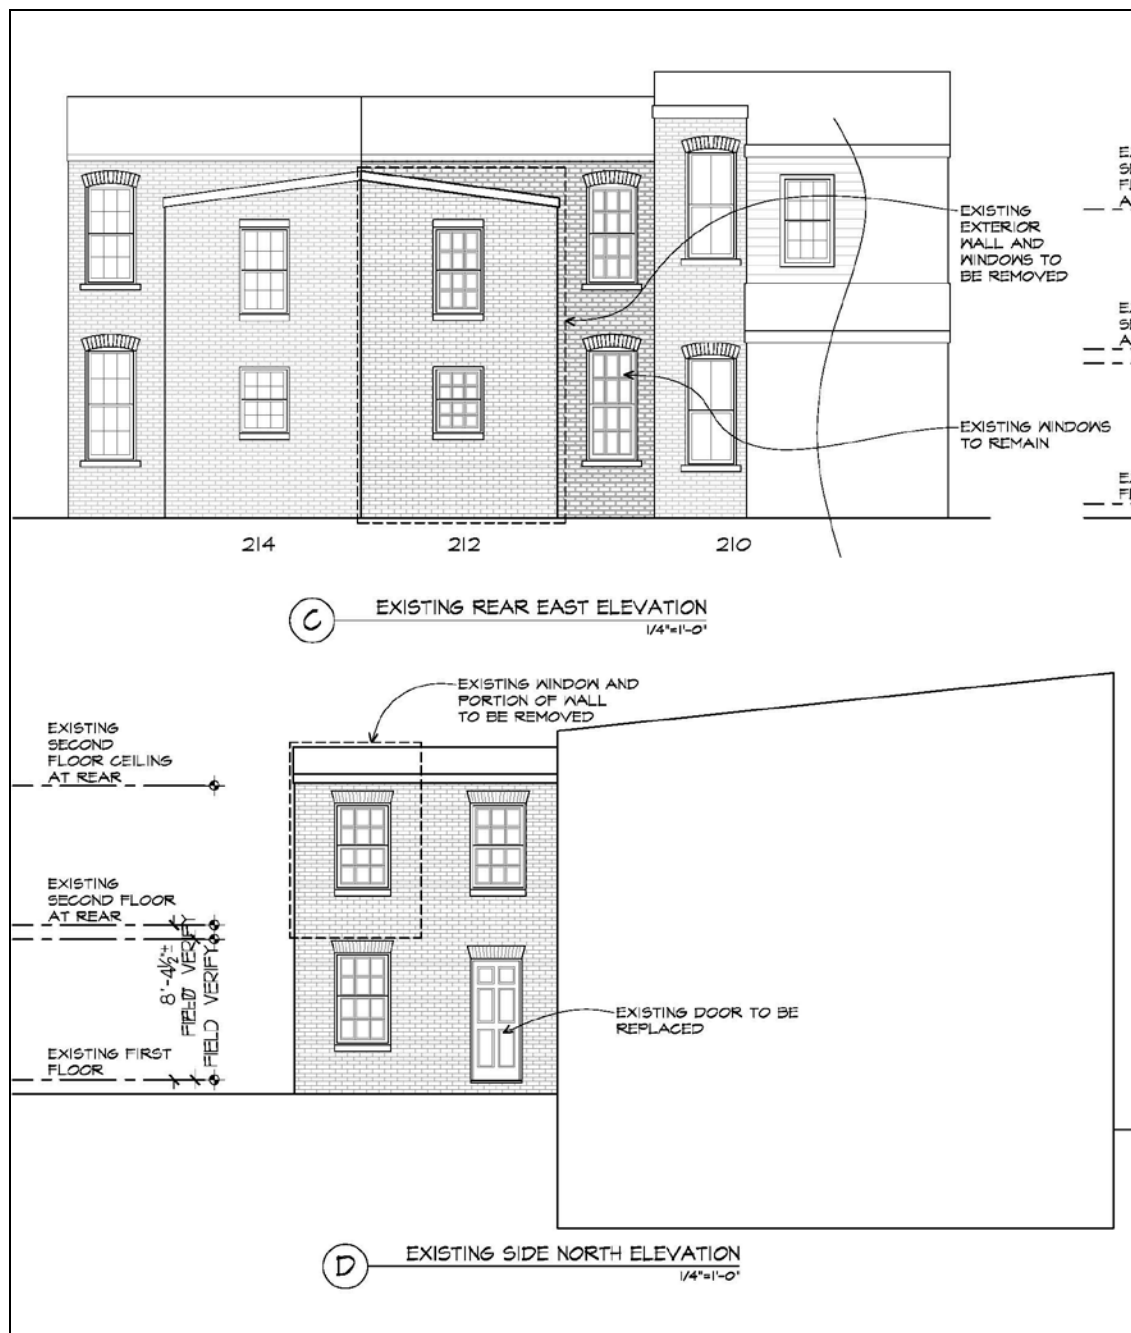 EXISTING
EXTERIOR
WALL AND
WINDOWS TO
BE REMOVED
EXISTING WINDOWS
TO REMAIN
214
212
210
C
EXISTING REAR EAST ELEVATION
1/4"=1'-0"
EXISTING WINDOW AND
PORTION OF WALL
TO BE REMOVED
EXISTING
SECOND
FLOOR CEILING
AT REAR
EXISTING
SECOND FLOOR
AT REAR
8'-4½"±
FIELD VERIFY
FIELD VERIFY
EXISTING FIRST
FLOOR
EXISTING DOOR TO BE
REPLACED
D
EXISTING SIDE NORTH ELEVATION
1/4"=1'-0"